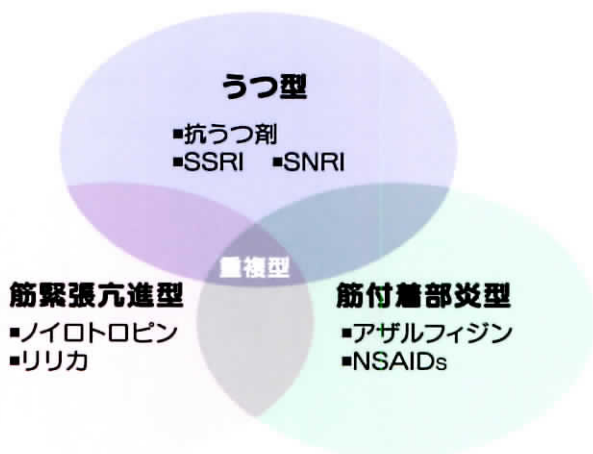 うつ型
■抗うつ剤
■SSRI ■SNRI
重複型
筋緊張亢進型
■ノイロトロピン
■リリカ
筋付着部炎型
■アザルフィジン
■NSAIDs